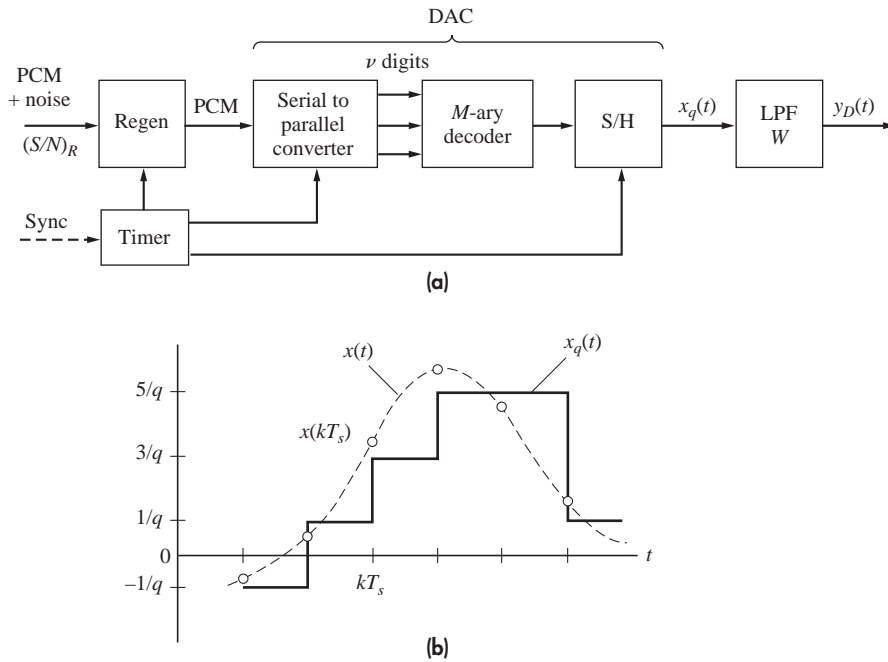 DAC
ν digits
PCM
+ noise
(S/N)R
Regen
PCM
Serial to
parallel
converter
M-ary
decoder
S/H
xq(t)
LPF
W
yD(t)
Sync
Timer
(a)
x(t)
xq(t)
5/q
x(kTs)
3/q
1/q
0
t
–1/q
kTs
(b)